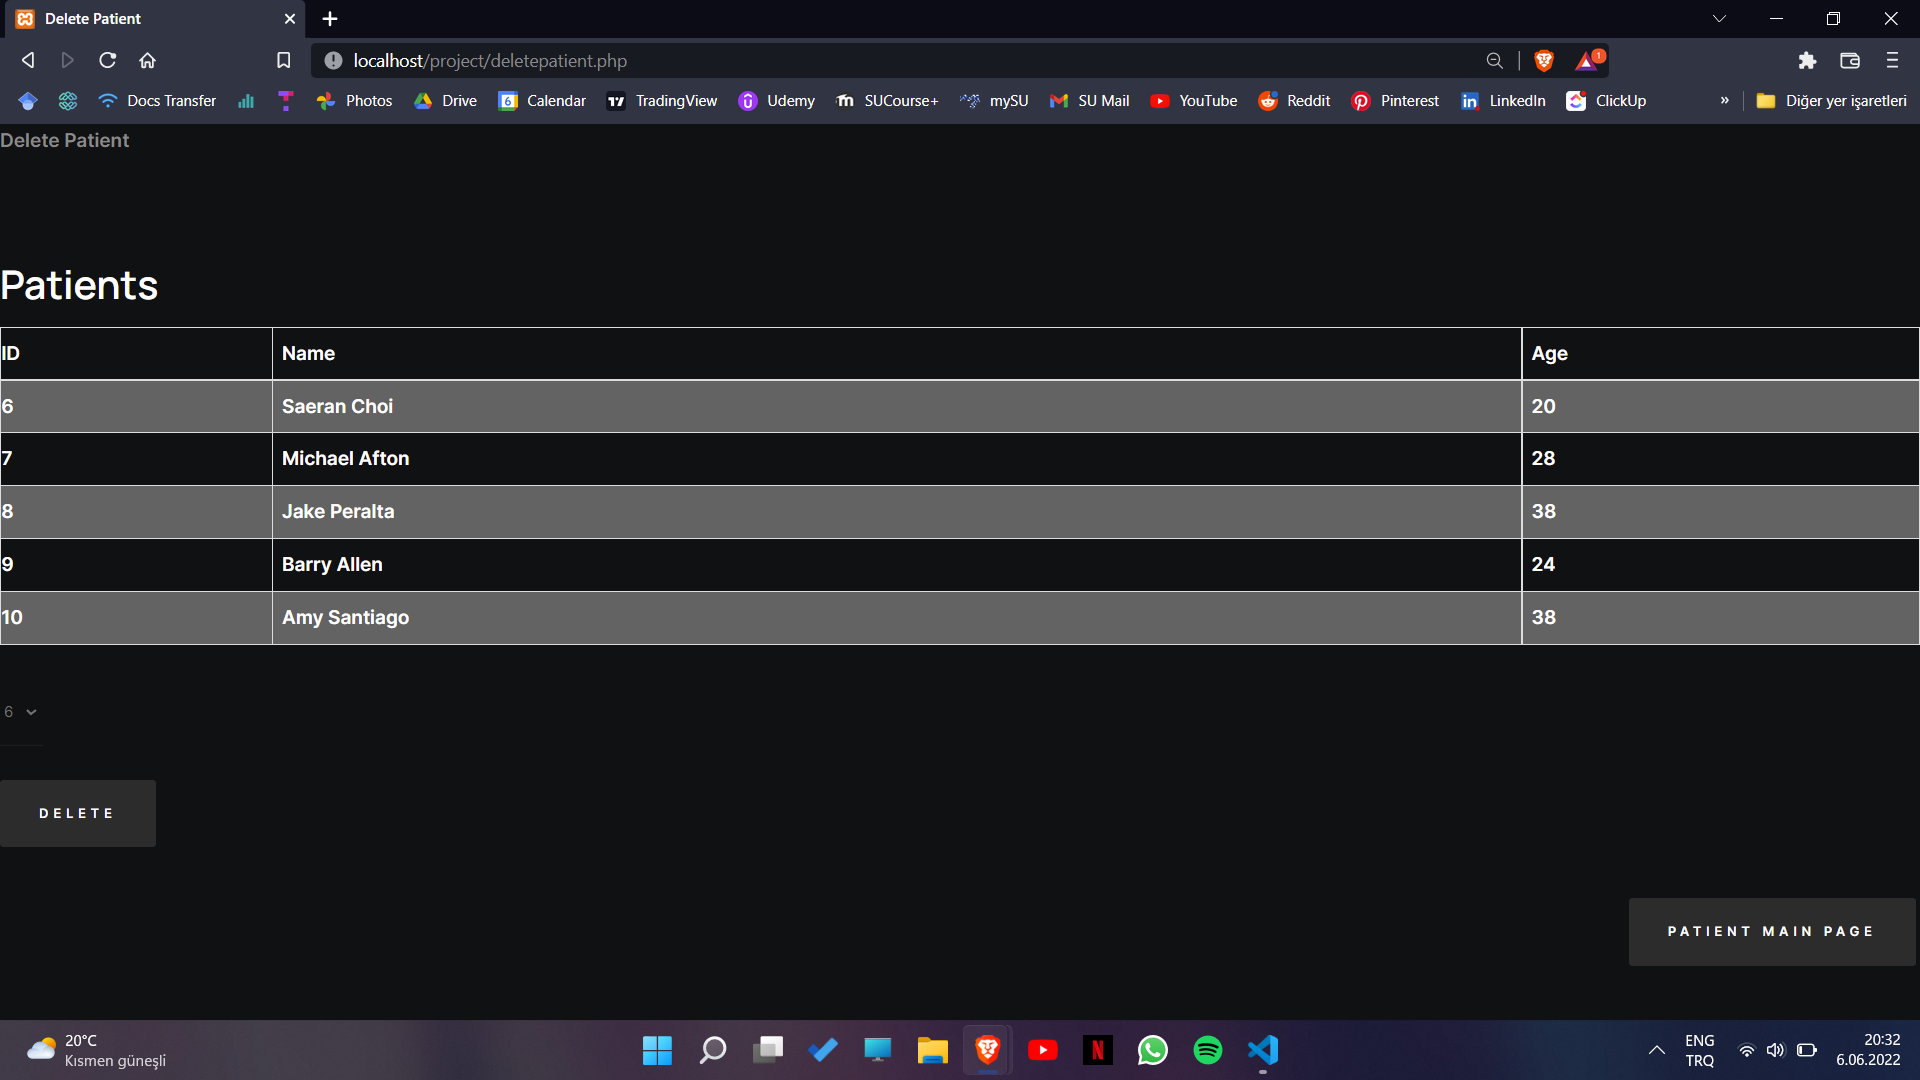 Delete Patient
localhost/project/deletepatient.php
1
Docs Transfer
Photos
Drive
6
Calendar
TradingView
Udemy
SUCourse+
mySU
SU Mail
YouTube
Reddit
Pinterest
LinkedIn
ClickUp
»
Diğer yer işaretleri
Delete Patient
Patients
ID Name Age
6 Saeran Choi 20
7 Michael Afton 28
8 Jake Peralta 38
9 Barry Allen 24
10 Amy Santiago 38
6
DELETE
PATIENT MAIN PAGE
20°C
Kısmen güneşli
ENG
TRQ
20:32
6.06.2022